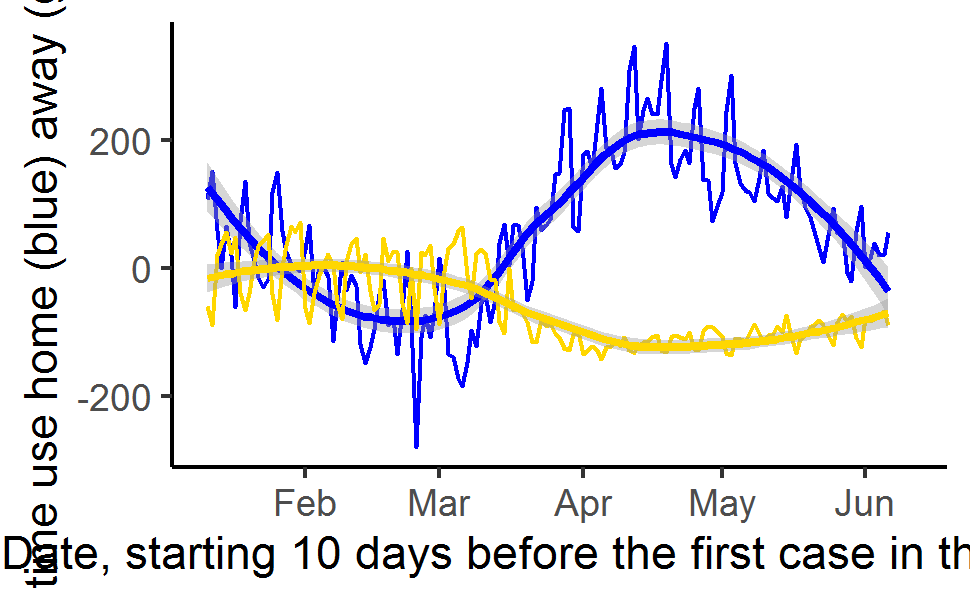 time use home (blue) away (
200
0
-200
Feb Mar Apr May Jun
Date, starting 10 days before the first case in th